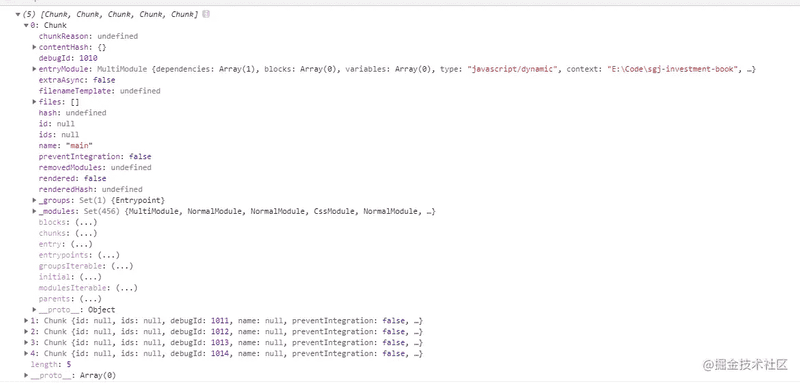 (5) [Chunk, Chunk, Chunk, Chunk, Chunk]
0: Chunk
chunkReason: undefined
contentHash: {}
debugId: 1010
entryModule: MultiModule {dependencies: Array(1), blocks: Array(0), variables: Array(0), type: "javascript/dynamic", context: "E:\Code\sgj-investment-book", …}
extraAsync: false
filenameTemplate: undefined
files: []
hash: undefined
id: null
ids: null
name: "main"
preventIntegration: false
removedModules: undefined
rendered: false
renderedHash: undefined
_groups: Set(1) {Entrypoint}
_modules: Set(456) {MultiModule, NormalModule, NormalModule, CssModule, NormalModule, …}
blocks: (...)
chunks: (...)
entry: (...)
entrypoints: (...)
groupsIterable: (...)
initial: (...)
modulesIterable: (...)
parents: (...)
__proto__: Object
1: Chunk {id: null, ids: null, debugId: 1011, name: null, preventIntegration: false, …}
2: Chunk {id: null, ids: null, debugId: 1012, name: null, preventIntegration: false, …}
3: Chunk {id: null, ids: null, debugId: 1013, name: null, preventIntegration: false, …}
4: Chunk {id: null, ids: null, debugId: 1014, name: null, preventIntegration: false, …}
length: 5
__proto__: Array(0)
@掘金技术社区